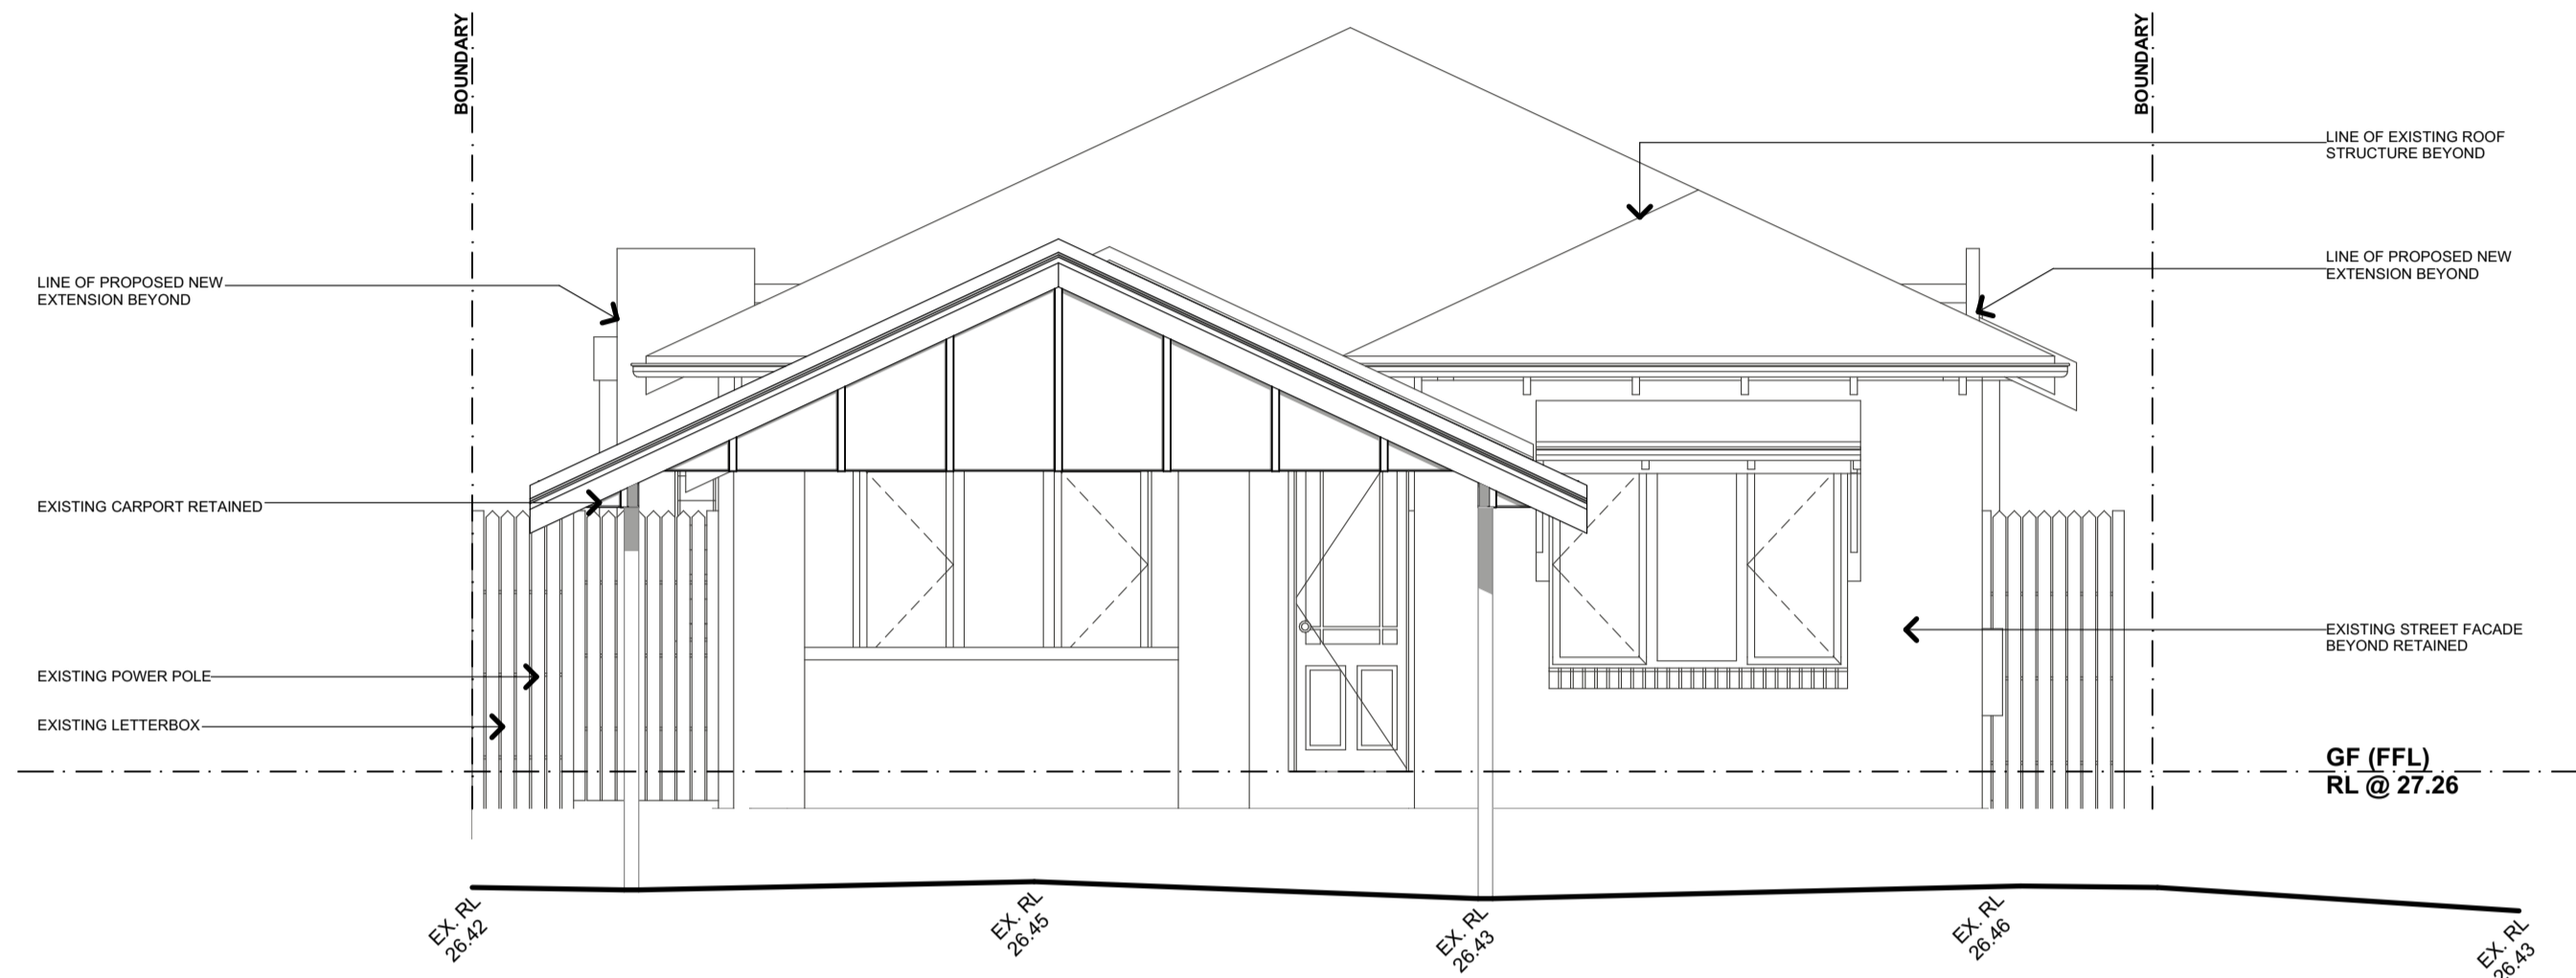 BOUNDARY
BOUNDARY
LINE OF EXISTING ROOF
STRUCTURE BEYOND
LINE OF PROPOSED NEW
EXTENSION BEYOND
LINE OF PROPOSED NEW
EXTENSION BEYOND
EXISTING CARPORT RETAINED
EXISTING STREET FACADE
BEYOND RETAINED
EXISTING POWER POLE
EXISTING LETTERBOX
GF (FFL)
RL @ 27.26
EX. RL
26.42
EX. RL
26.45
EX. RL
26.43
EX. RL
26.46
EX. RL
26.43